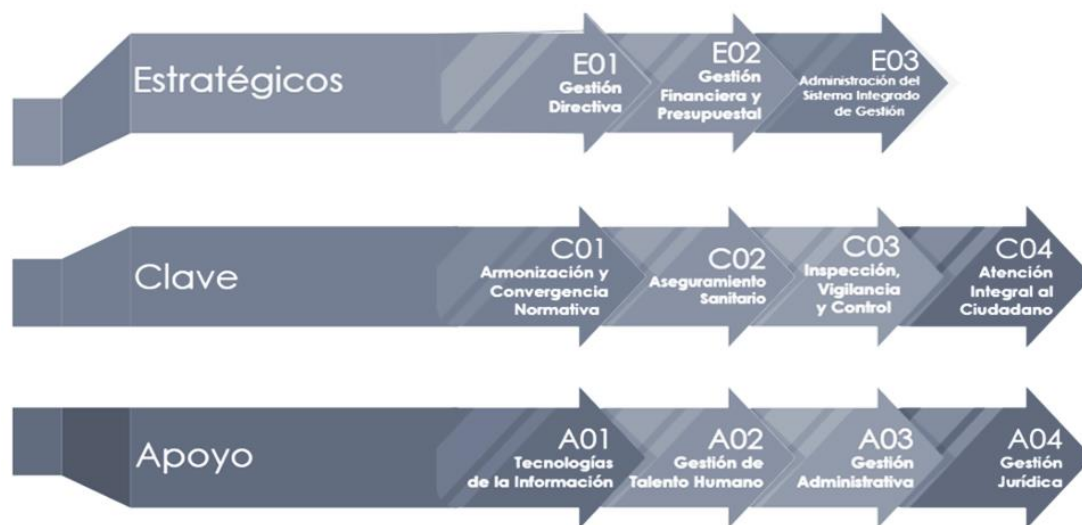 Estratégicos
E01
Gestión
Directiva
E02
Gestión
Financiera y
Presupuestal
E03
Administración del
Sistema Integrado
de Gestión
Clave
C01
Armonización y
Convergencia
Normativa
C02
Aseguramiento
Sanitario
C03
Inspección,
Vigilancia
y Control
C04
Atención
Integral al
Ciudadano
Apoyo
A01
Tecnologías
de la Información
A02
Gestión de
Talento Humano
A03
Gestión
Administrativa
A04
Gestión
Jurídica